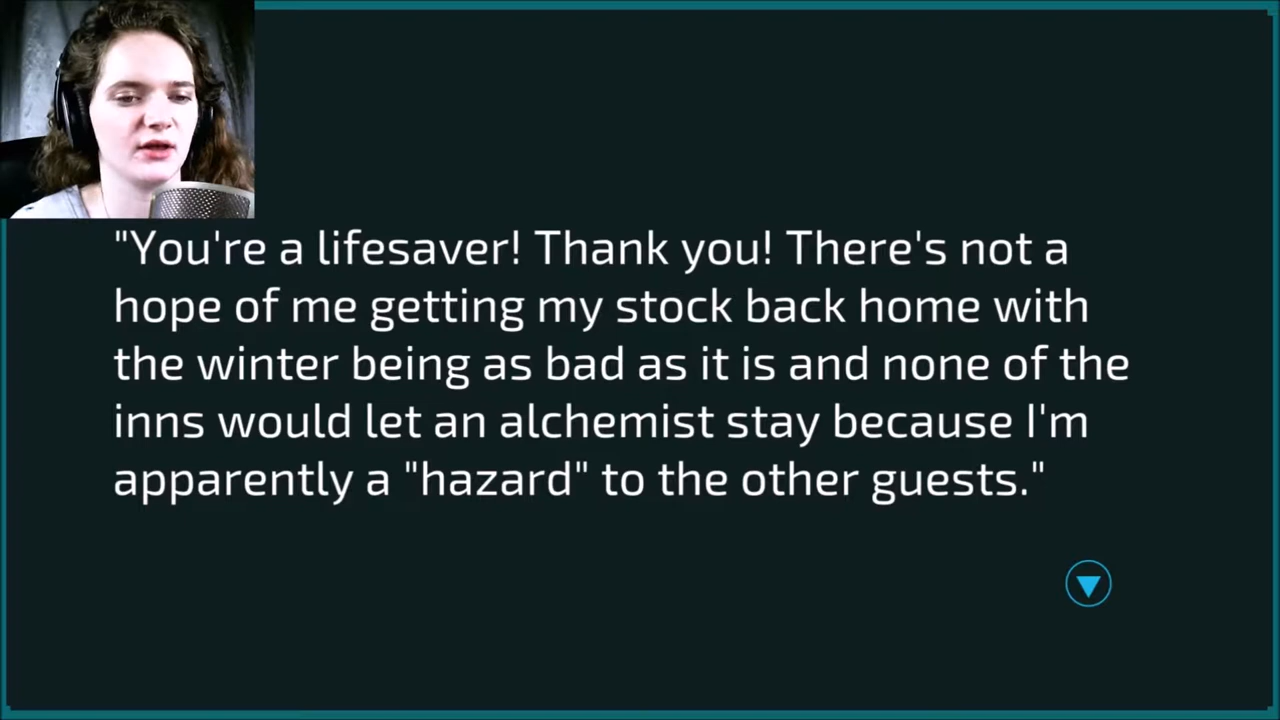 "You're a lifesaver! Thank you! There's not a
hope of me getting my stock back home with
the winter being as bad as it is and none of the
inns would let an alchemist stay because I'm
apparently a "hazard" to the other guests."